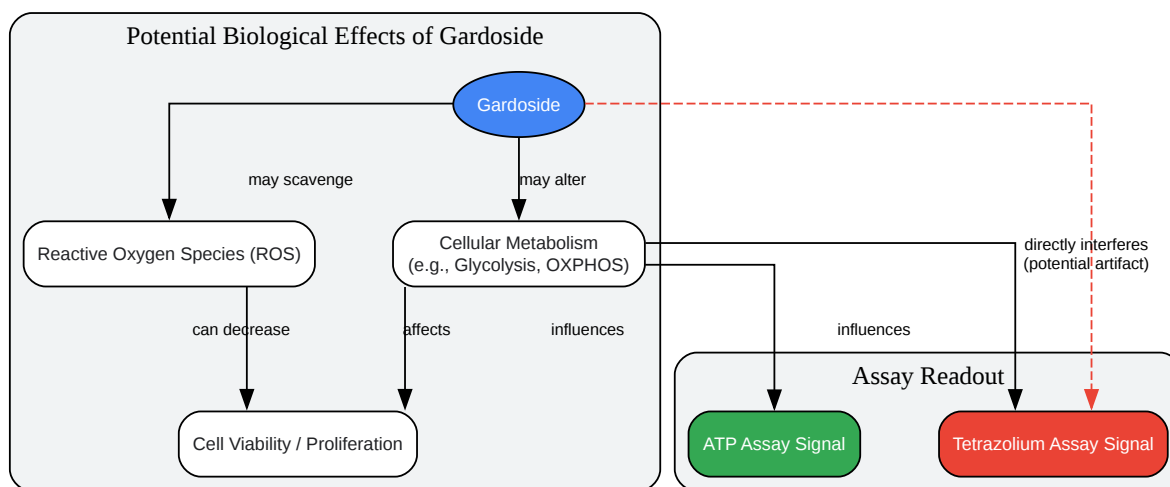 Potential Biological Effects of Gardoside
Gardoside
may scavenge
may alter
Reactive Oxygen Species (ROS)
Cellular Metabolism
(e.g., Glycolysis, OXPHOS)
directly interferes
(potential artifact)
can decrease
affects
influences
influences
Assay Readout
Cell Viability / Proliferation
ATP Assay Signal
Tetrazolium Assay Signal